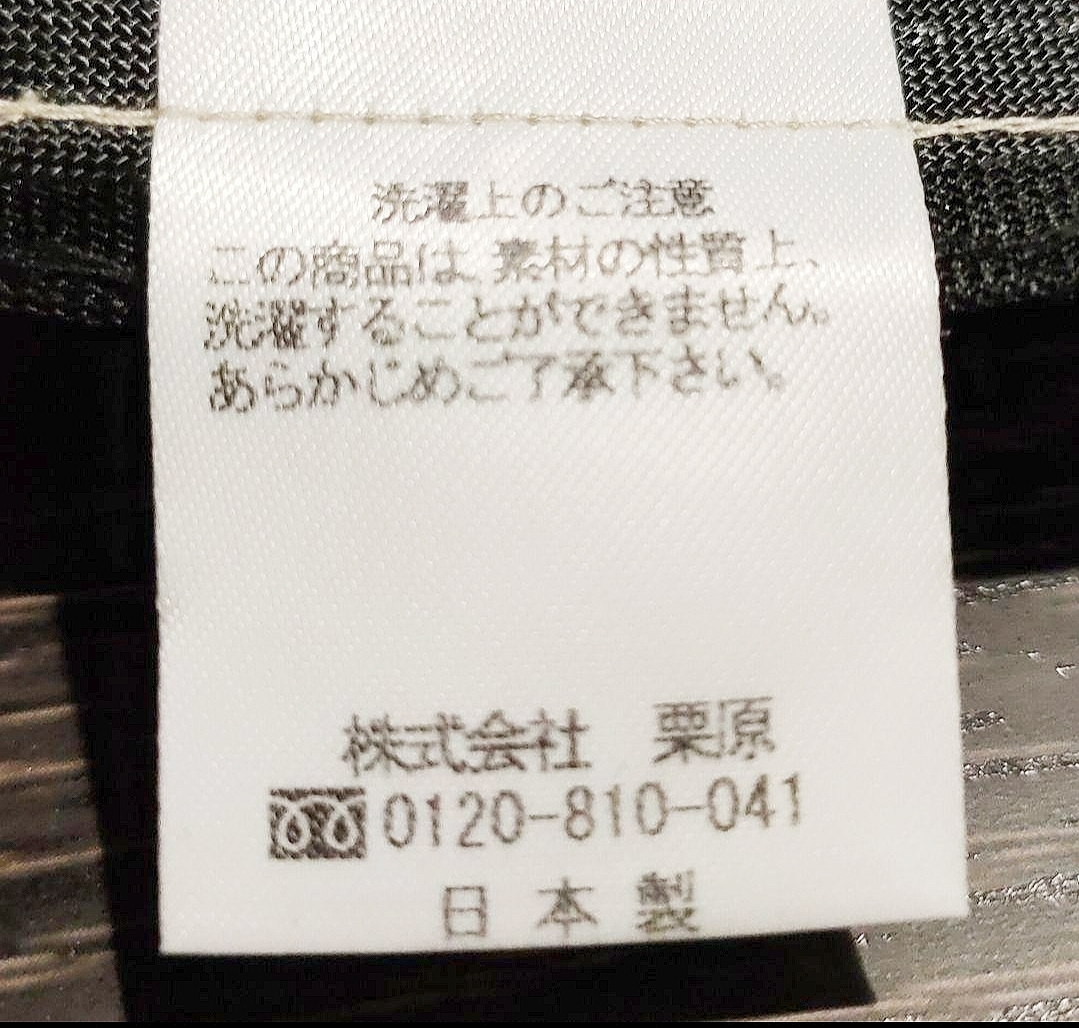 洗濯上のご注意
この商品は、素材の性質上、
洗濯することができません。
あらかじめご了承下さい。
株式会社 栗原
0120-810-041
日本製